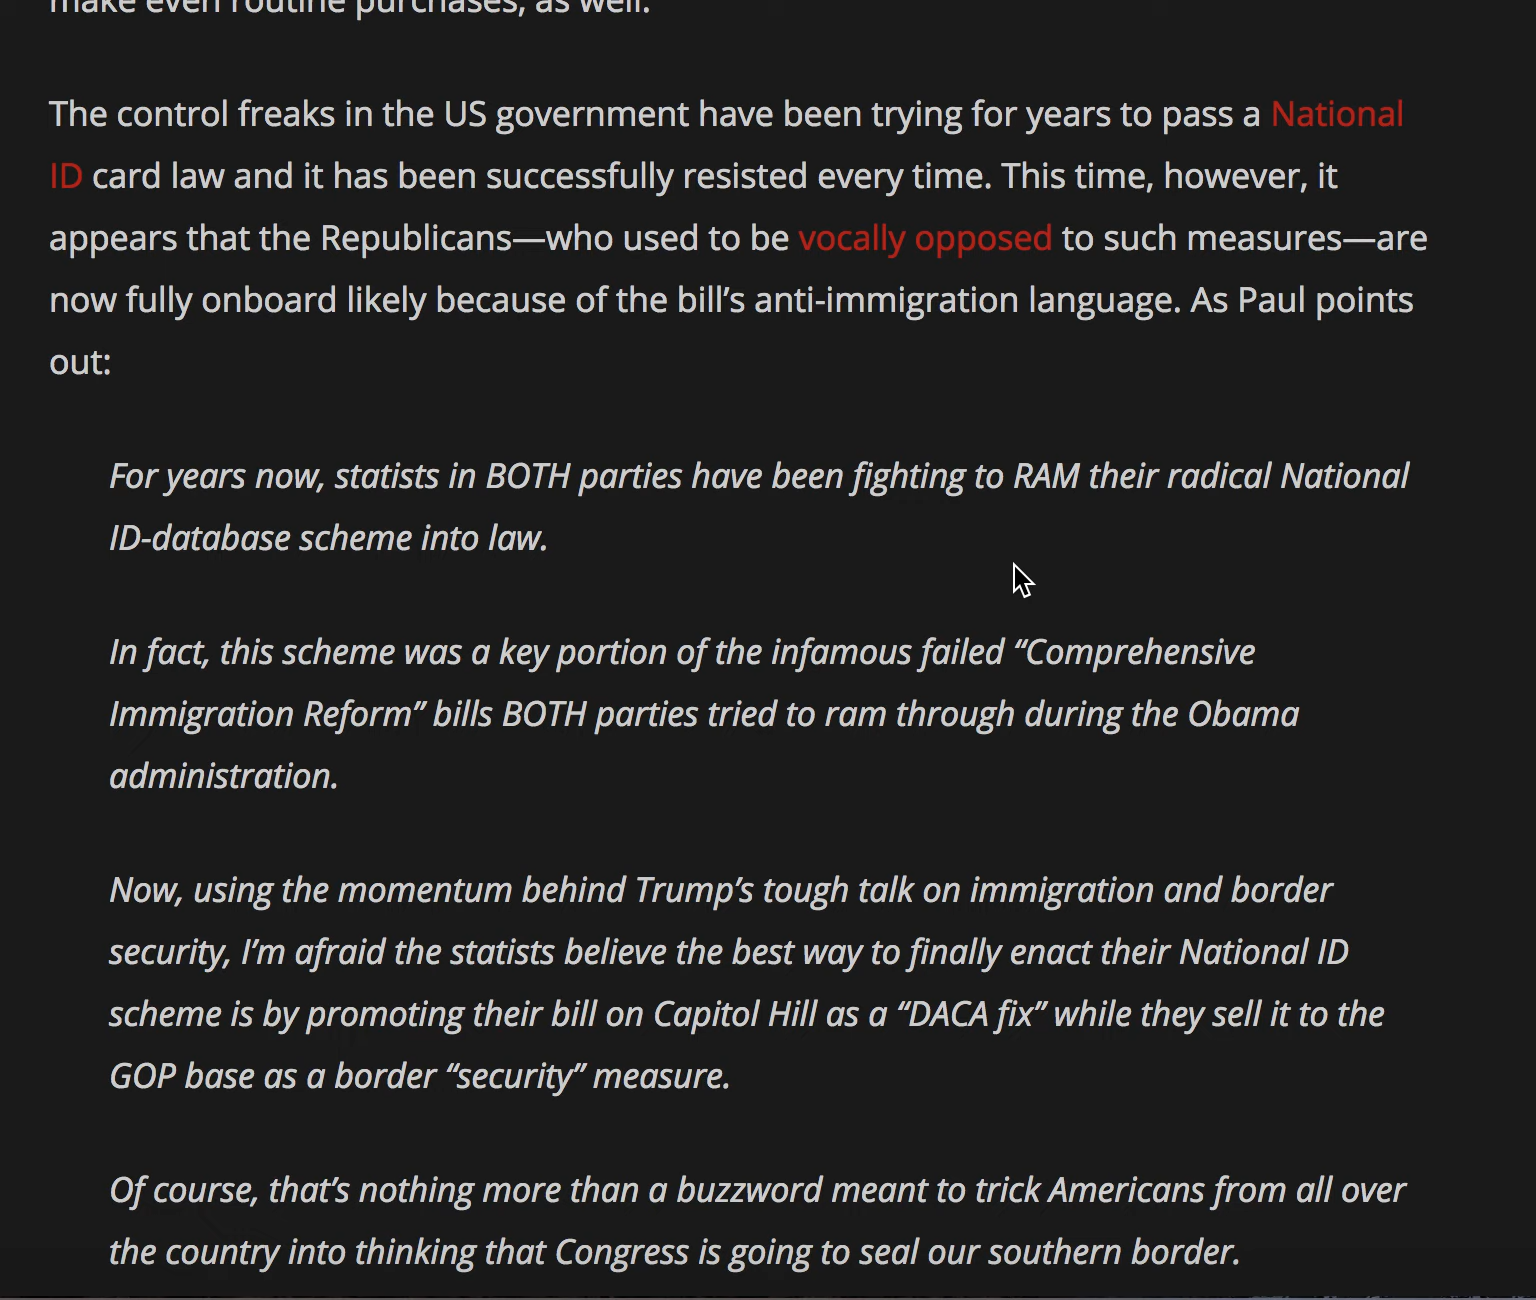 make even routine purchases, as well.
The control freaks in the US government have been trying for years to pass a National
ID card law and it has been successfully resisted every time. This time, however, it
appears that the Republicans—who used to be vocally opposed to such measures—are
now fully onboard likely because of the bill’s anti-immigration language. As Paul points
out:
For years now, statists in BOTH parties have been fighting to RAM their radical National
ID-database scheme into law.
In fact, this scheme was a key portion of the infamous failed “Comprehensive
Immigration Reform” bills BOTH parties tried to ram through during the Obama
administration.
Now, using the momentum behind Trump’s tough talk on immigration and border
security, I’m afraid the statists believe the best way to finally enact their National ID
scheme is by promoting their bill on Capitol Hill as a “DACA fix” while they sell it to the
GOP base as a border “security” measure.
Of course, that’s nothing more than a buzzword meant to trick Americans from all over
the country into thinking that Congress is going to seal our southern border.